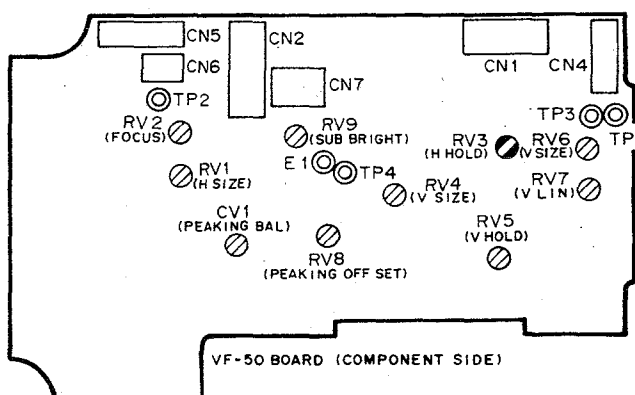 CN5
CN2
CN6
CN7
CN1
CN4
TP2
TP3
TP
RV2
(FOCUS)
RV9
(SUB BRIGHT)
RV3
(H HOLD)
RV6
(V SIZE)
E1
TP4
RV1
(H SIZE)
RV4
(V SIZE)
RV7
(V LIN)
CV1
(PEAKING BAL)
RV5
(V HOLD)
RV8
(PEAKING OFF SET)
VF-50 BOARD (COMPONENT SIDE)